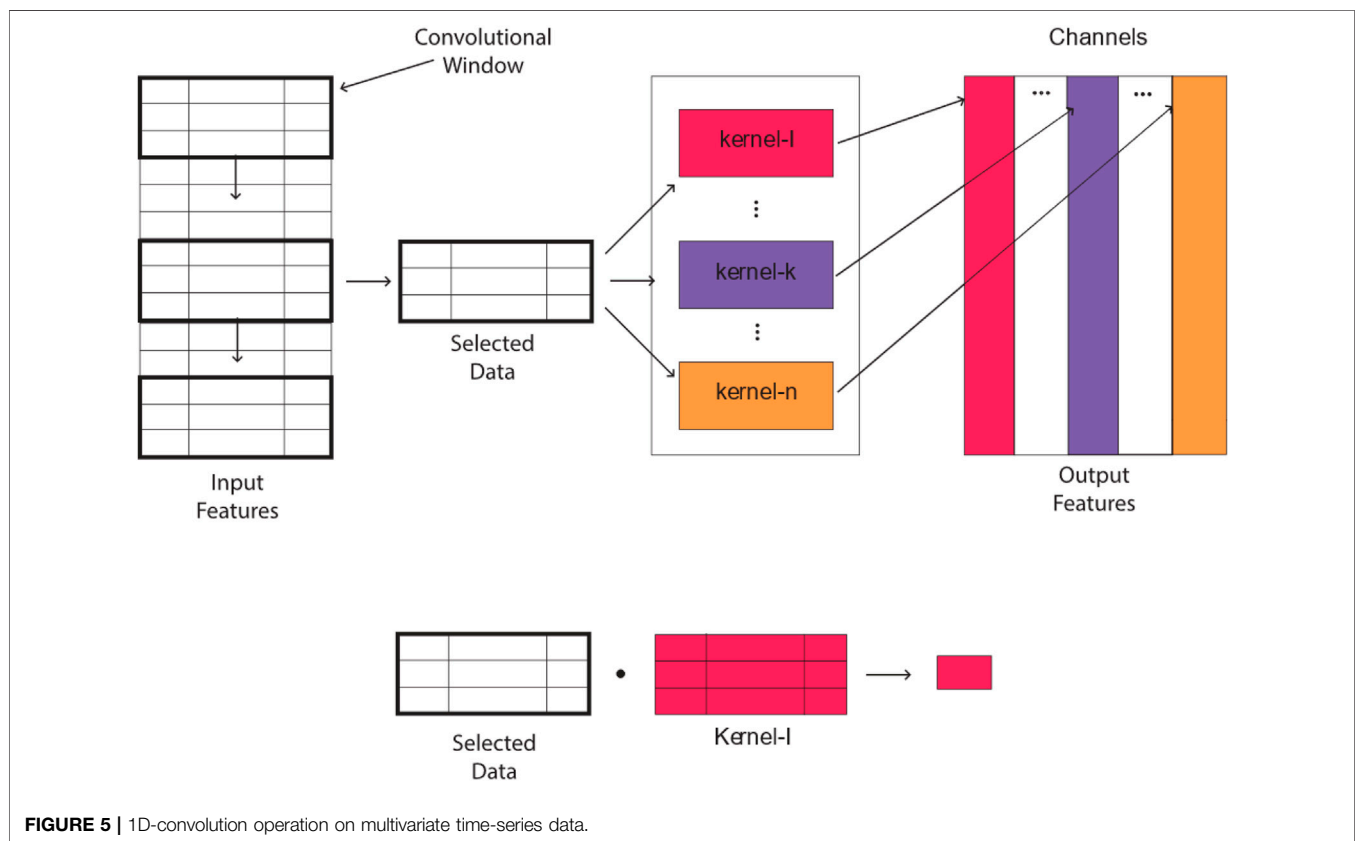 Convolutional
Window
Channels
...
...
kernel-I
...
kernel-k
...
kernel-n
Selected
Data
Input
Features
Output
Features
Selected
Data
Kernel-I
FIGURE 5 | 1D-convolution operation on multivariate time-series data.